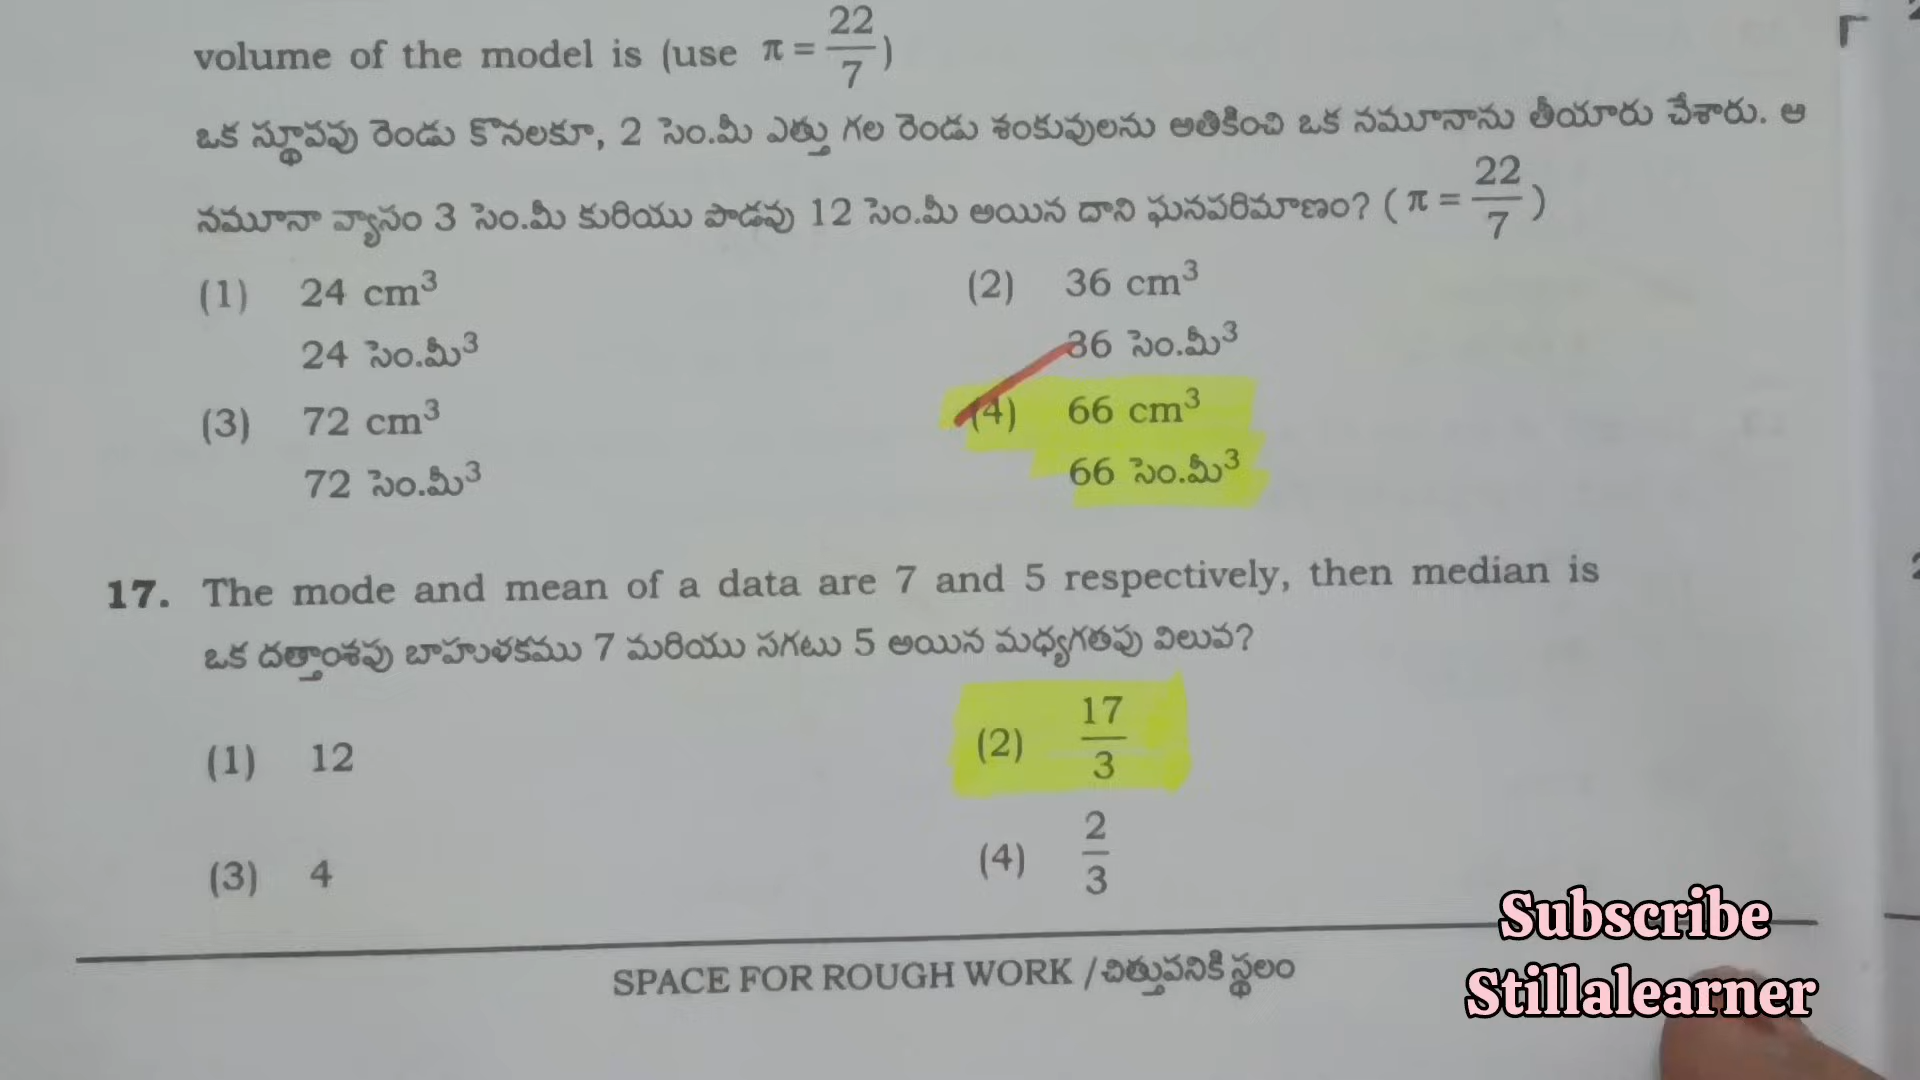 volume of the model is (use π = 22/7)
ఒక స్థూపపు రెండు కొనలకూ, 2 సెం.మీ ఎత్తు గల రెండు శంకువులను అతికించి ఒక నమూనాను తీయారు చేశారు. ఆ
నమూనా వ్యాసం 3 సెం.మీ కురియు పొడవు 12 సెం.మీ అయిన దాని ఘనపరిమాణం? ( π = 22/7 )
(1) 24 cm³ (2) 36 cm³
24 సెం.మీ³ 36 సెం.మీ³
(3) 72 cm³ (4) 66 cm³
72 సెం.మీ³ 66 సెం.మీ³
17. The mode and mean of a data are 7 and 5 respectively, then median is
ఒక దత్తాంశపు బాహుళకము 7 మరియు సగటు 5 అయిన మధ్యగతపు విలువ?
(1) 12 (2) 17/3
(3) 4 (4) 2/3
SPACE FOR ROUGH WORK / చిత్తుపనికి స్థలం
Subscribe
Stillalearner